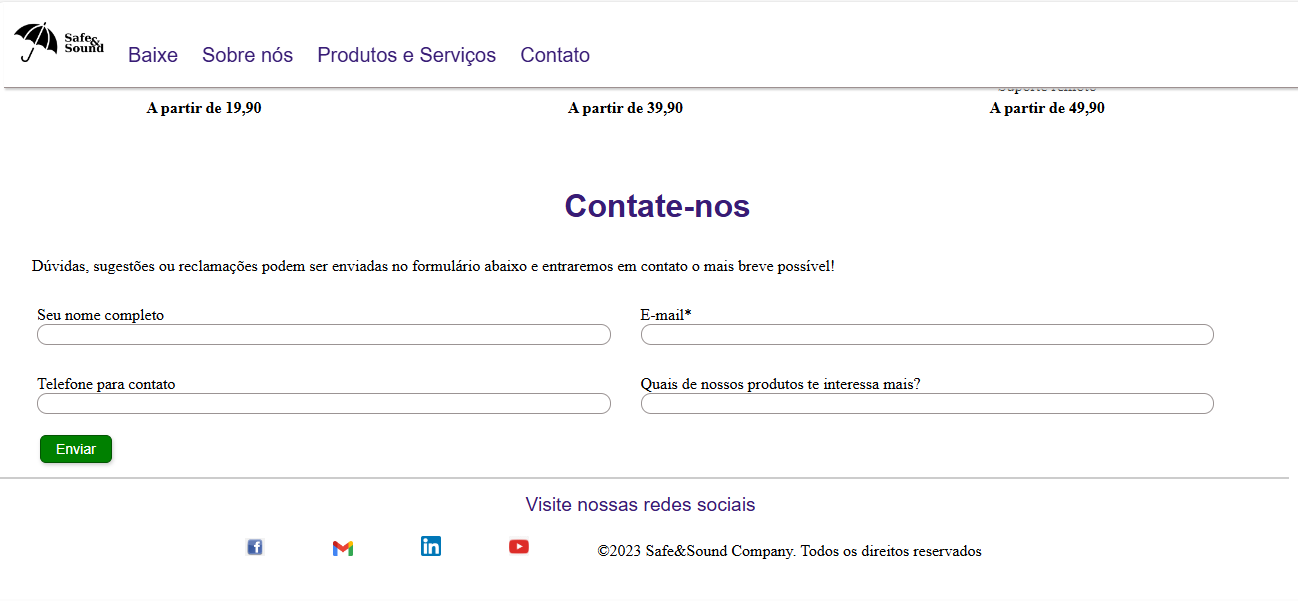 Safe&
Sound
Baixe Sobre nós Produtos e Serviços Contato
A partir de 19,90 A partir de 39,90 A partir de 49,90
Contate-nos
Dúvidas, sugestões ou reclamações podem ser enviadas no formulário abaixo e entraremos em contato o mais breve possível!
Seu nome completo E-mail*
Telefone para contato Quais de nossos produtos te interessa mais?
Enviar
Visite nossas redes sociais
©2023 Safe&Sound Company. Todos os direitos reservados